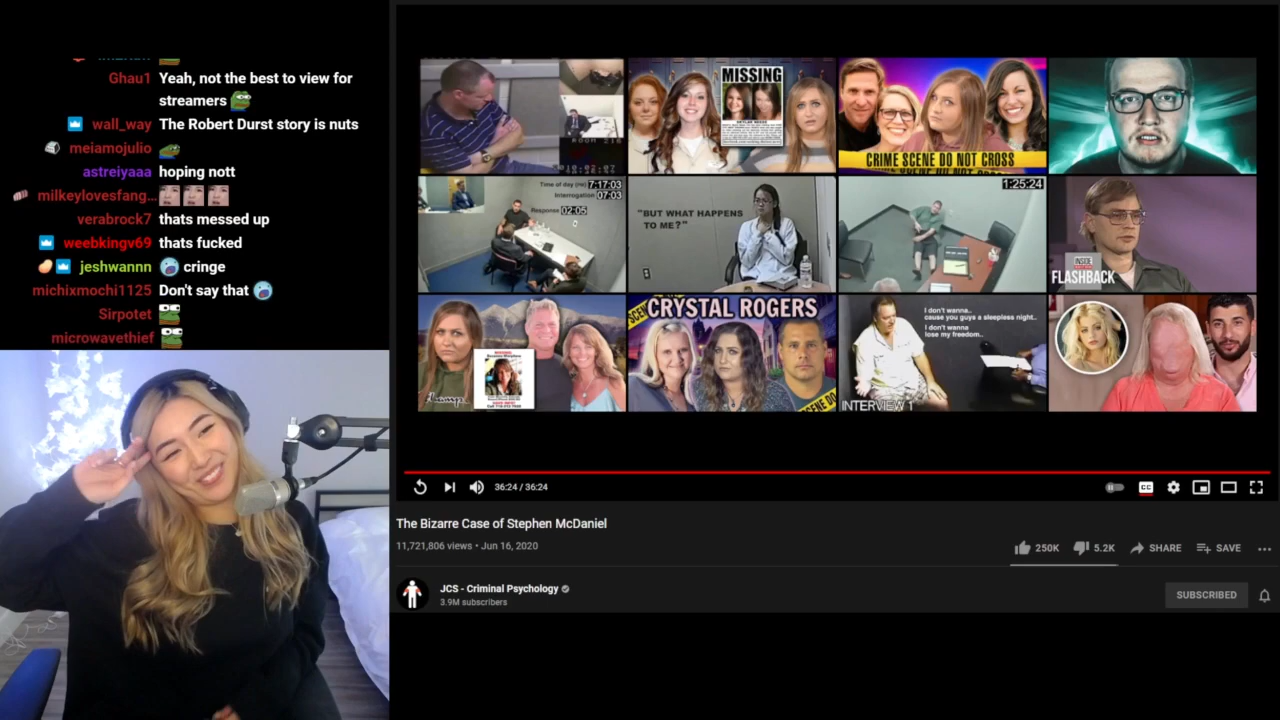 Ghau1 Yeah, not the best to view for
streamers
wall_way The Robert Durst story is nuts
meiamojulio
astreiyaaa hoping nott
milkeylovesfang...
verabrock7 thats messed up
weebkingv69 thats fucked
jeshwannn cringe
michixmochi1125 Don't say that
Sirpotet
microwavethief
MISSING
CRIME SCENE DO NOT CROSS
Time of day (PM) 7:17:03
Interrogation 07:03
Response 02:05
"BUT WHAT HAPPENS
TO ME?"
1:25:24
INSIDE
FLASHBACK
CRYSTAL ROGERS
I don't wanna..
cause you guys a sleepless night..
I don't wanna
lose my freedom..
INTERVIEW 1
36:24 / 36:24
CC
The Bizarre Case of Stephen McDaniel
11,721,806 views • Jun 16, 2020
250K 5.2K SHARE SAVE
JCS - Criminal Psychology
3.9M subscribers
SUBSCRIBED